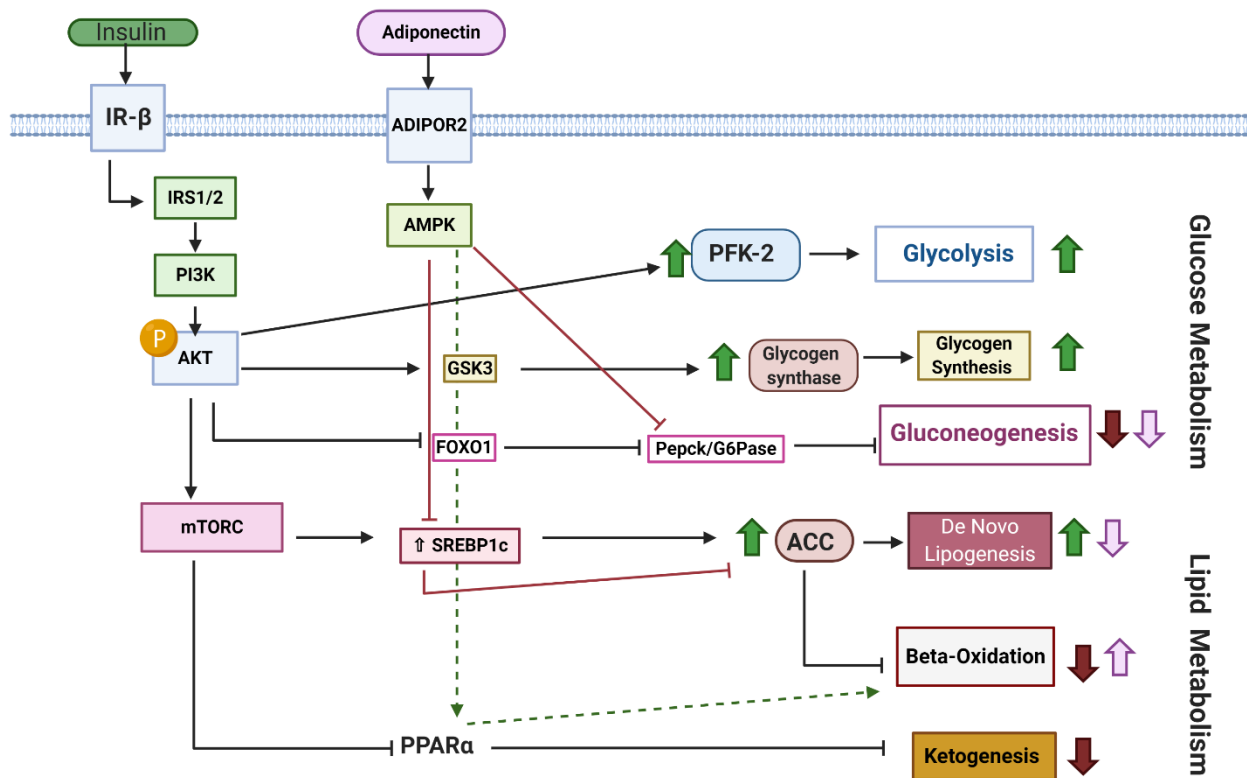 Insulin
Adiponectin
IR-β
ADIPOR2
IRS1/2
AMPK
PI3K
PFK-2
Glycolysis
P
AKT
GSK3
Glycogen
synthase
Glycogen
Synthesis
FOXO1
Pepck/G6Pase
Gluconeogenesis
Glucose Metabolism
mTORC
⇑ SREBP1c
ACC
De Novo
Lipogenesis
Beta-Oxidation
PPARα
Ketogenesis
Lipid Metabolism